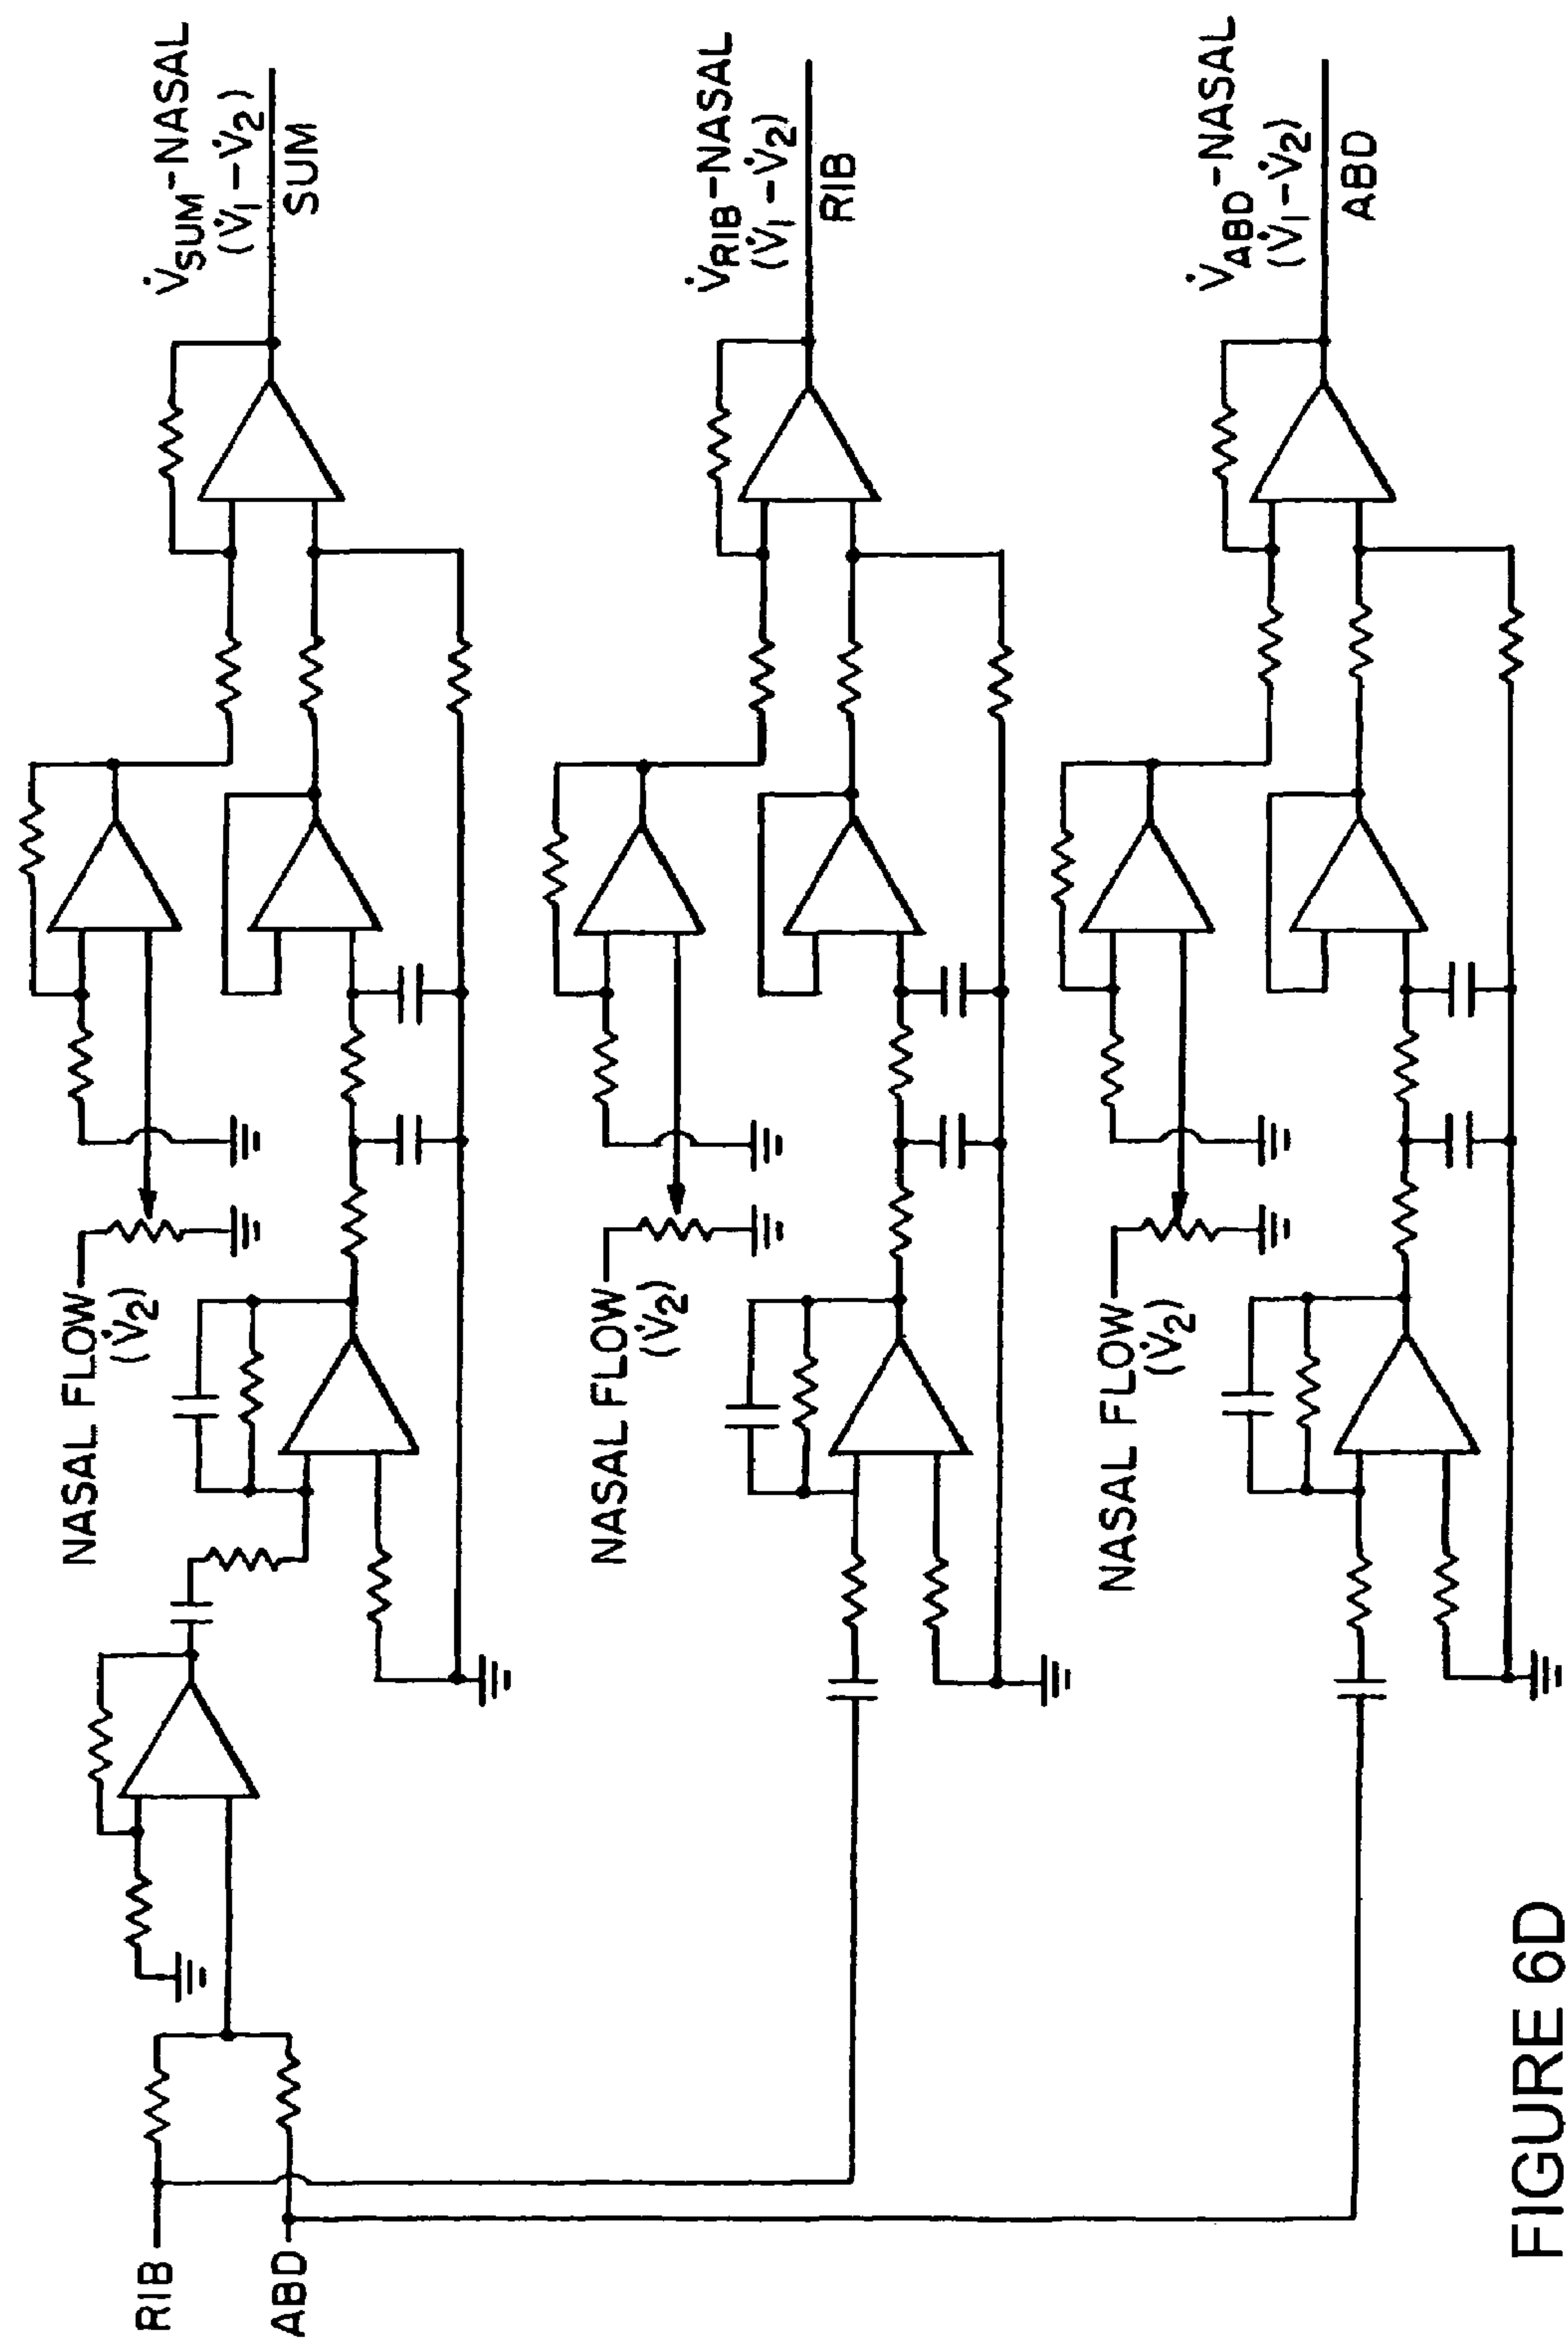 RIB
ABD
NASAL FLOW
(V̇2)
V̇SUM-NASAL
(V̇1-V̇2)
SUM
NASAL FLOW
(V̇2)
V̇RIB-NASAL
(V̇1-V̇2)
RIB
NASAL FLOW
(V̇2)
V̇ABD-NASAL
(V̇1-V̇2)
ABD
FIGURE 6D